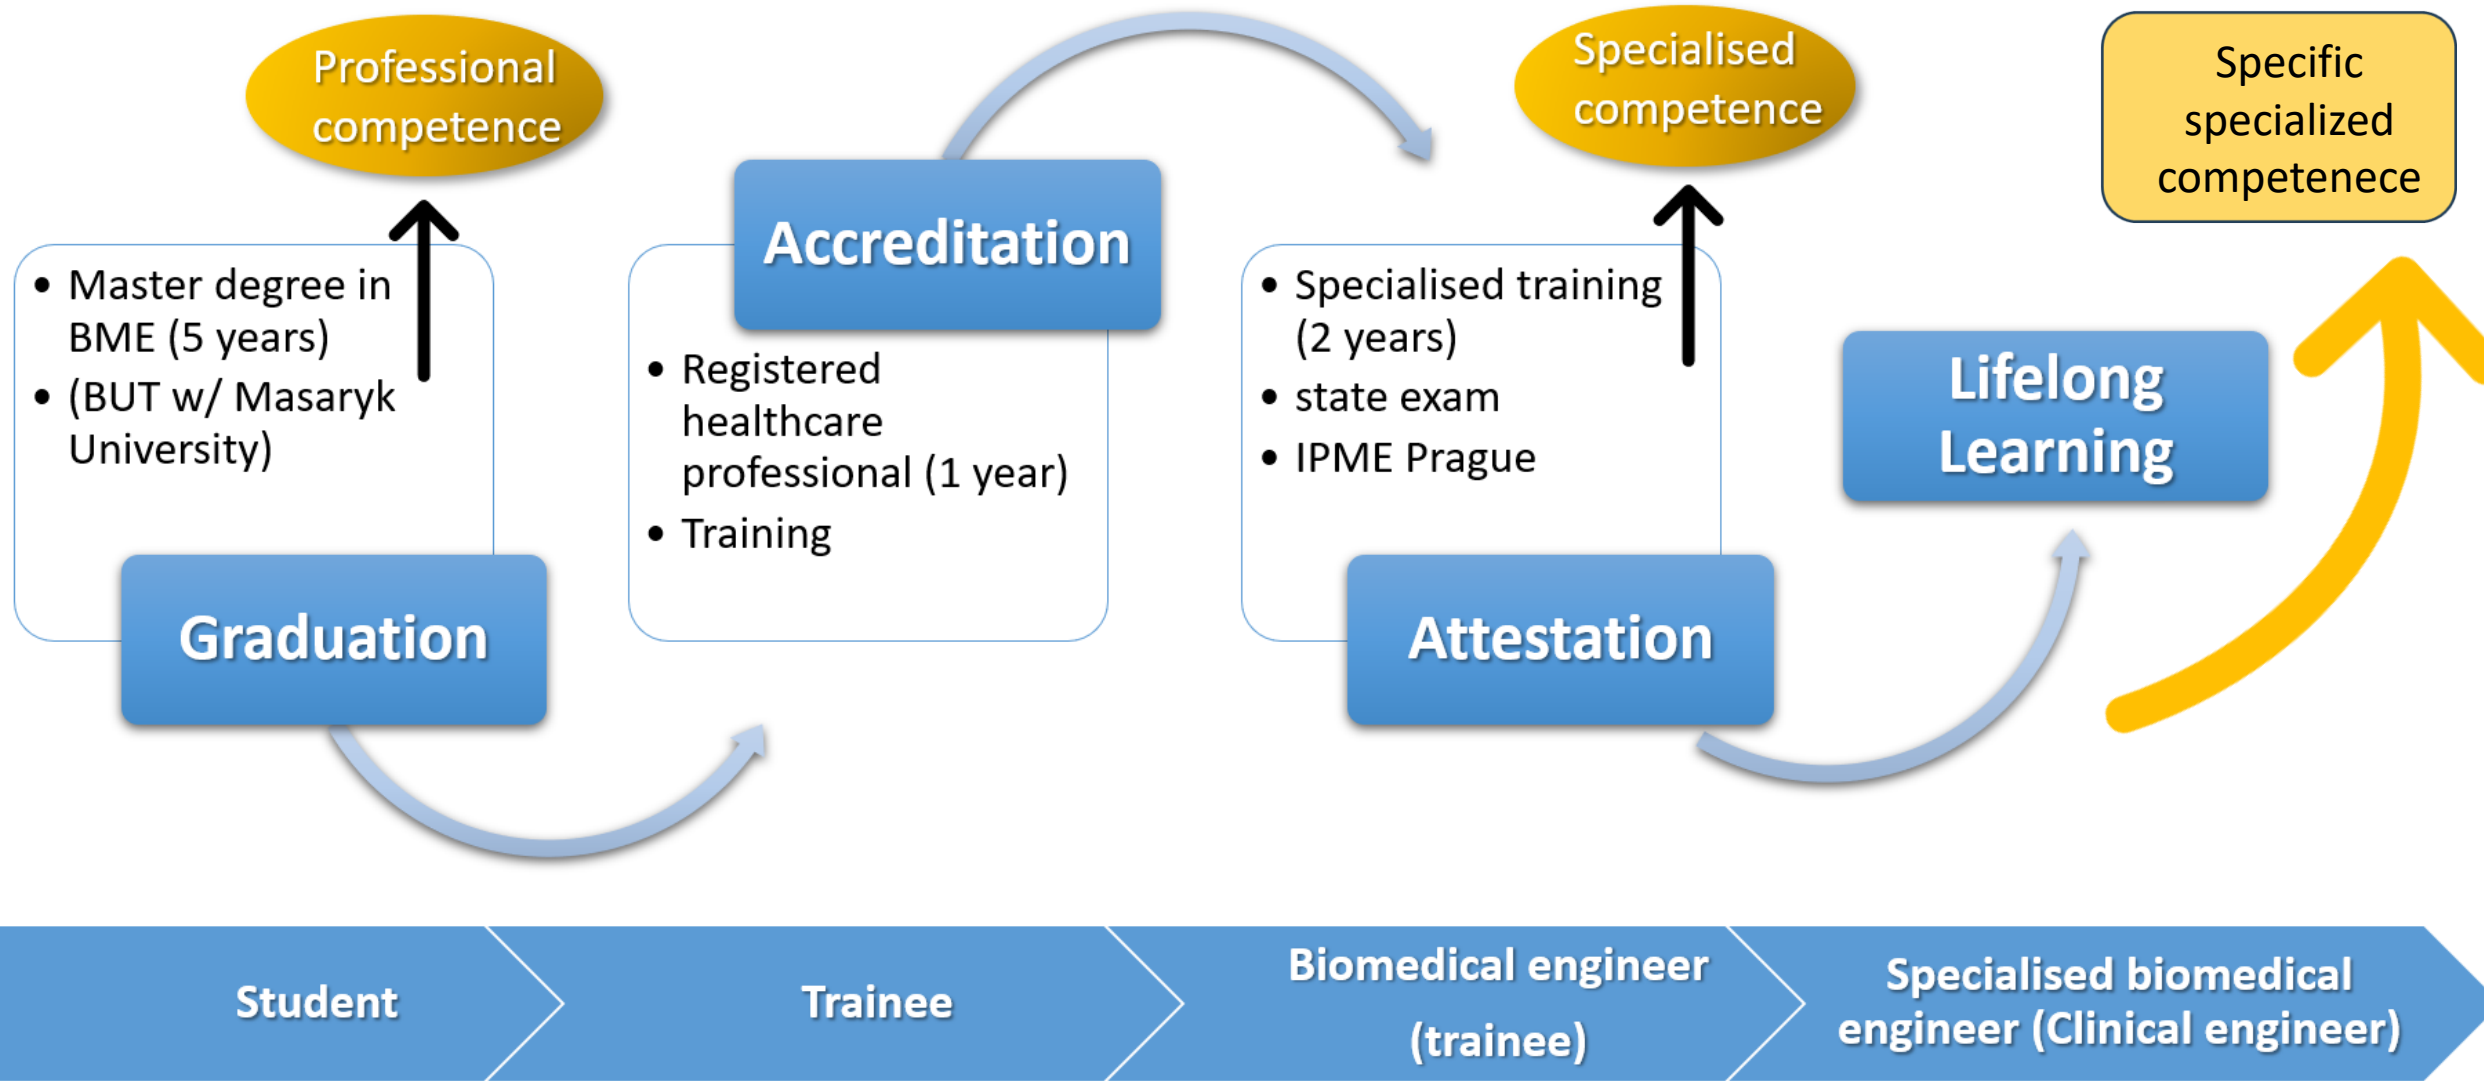 Professional
competence
• Master degree in
BME (5 years)
• (BUT w/ Masaryk
University)
Graduation
Accreditation
• Registered
healthcare
professional (1 year)
• Training
Specialised
competence
• Specialised training
(2 years)
• state exam
• IPME Prague
Attestation
Lifelong
Learning
Specific
specialized
competenece
Student
Trainee
Biomedical engineer
(trainee)
Specialised biomedical
engineer (Clinical engineer)